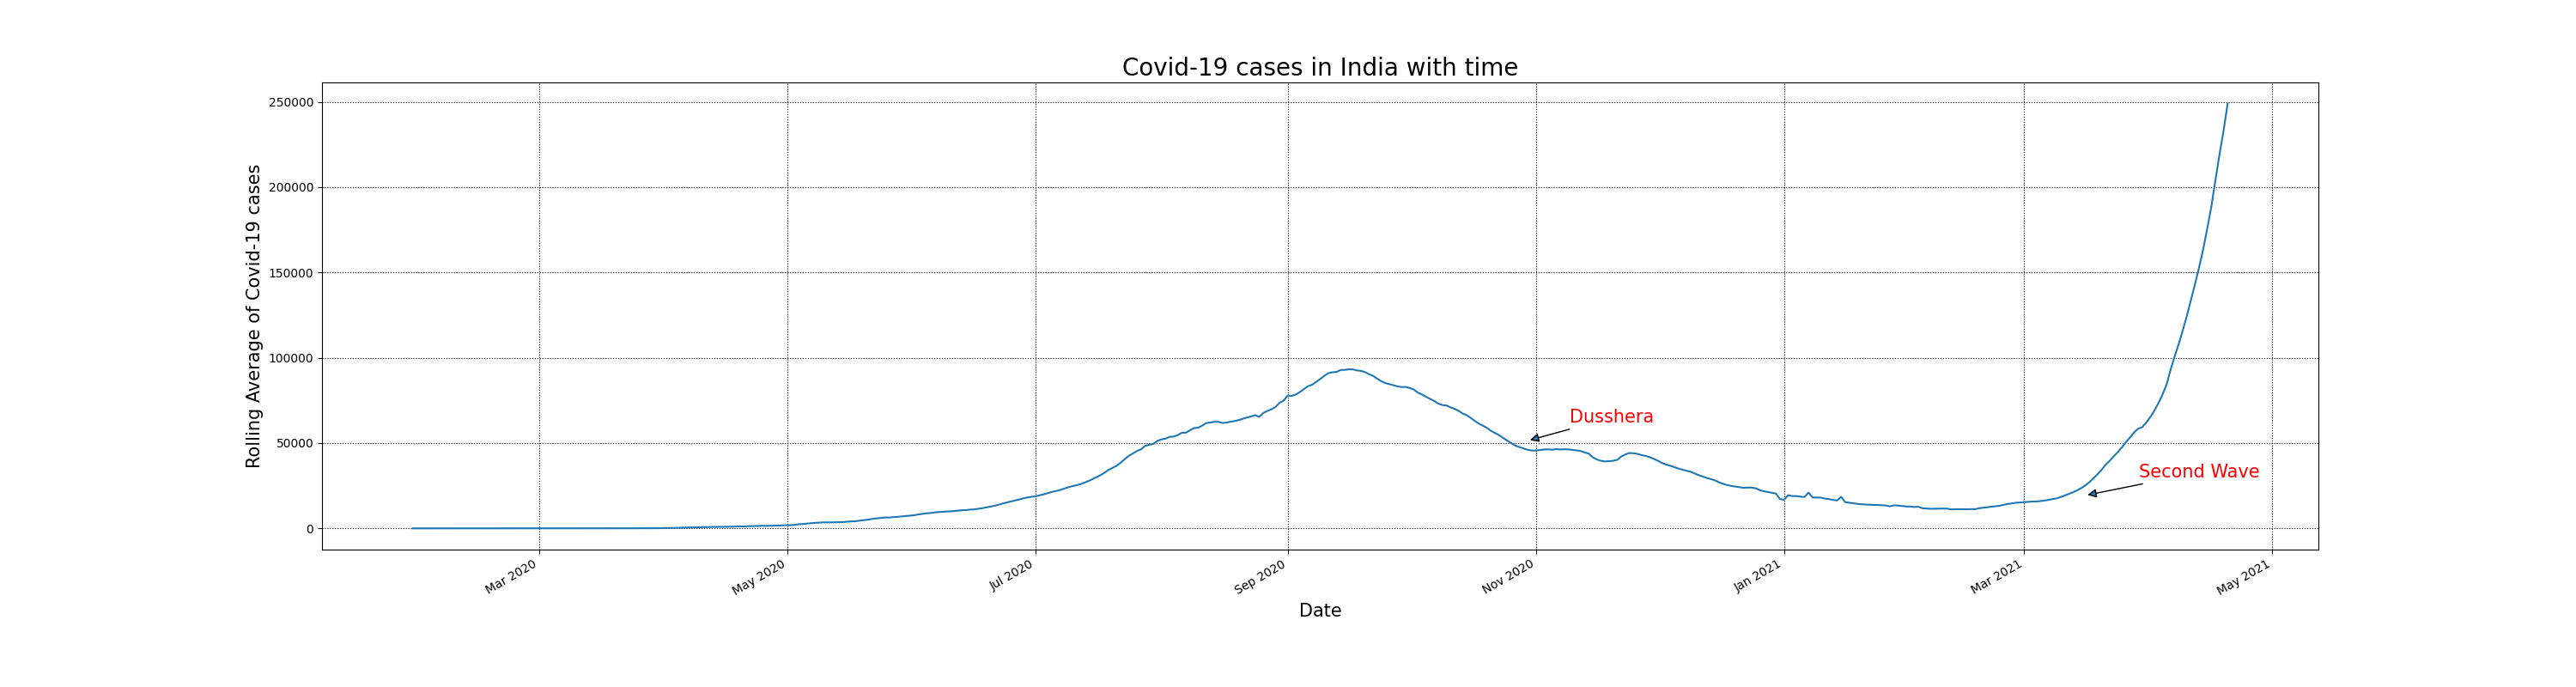 Covid-19 cases in India with time
Rolling Average of Covid-19 cases
250000
200000
150000
100000
50000
0
Dusshera
Second Wave
Mar 2020
May 2020
Jul 2020
Sep 2020
Nov 2020
Jan 2021
Mar 2021
May 2021
Date